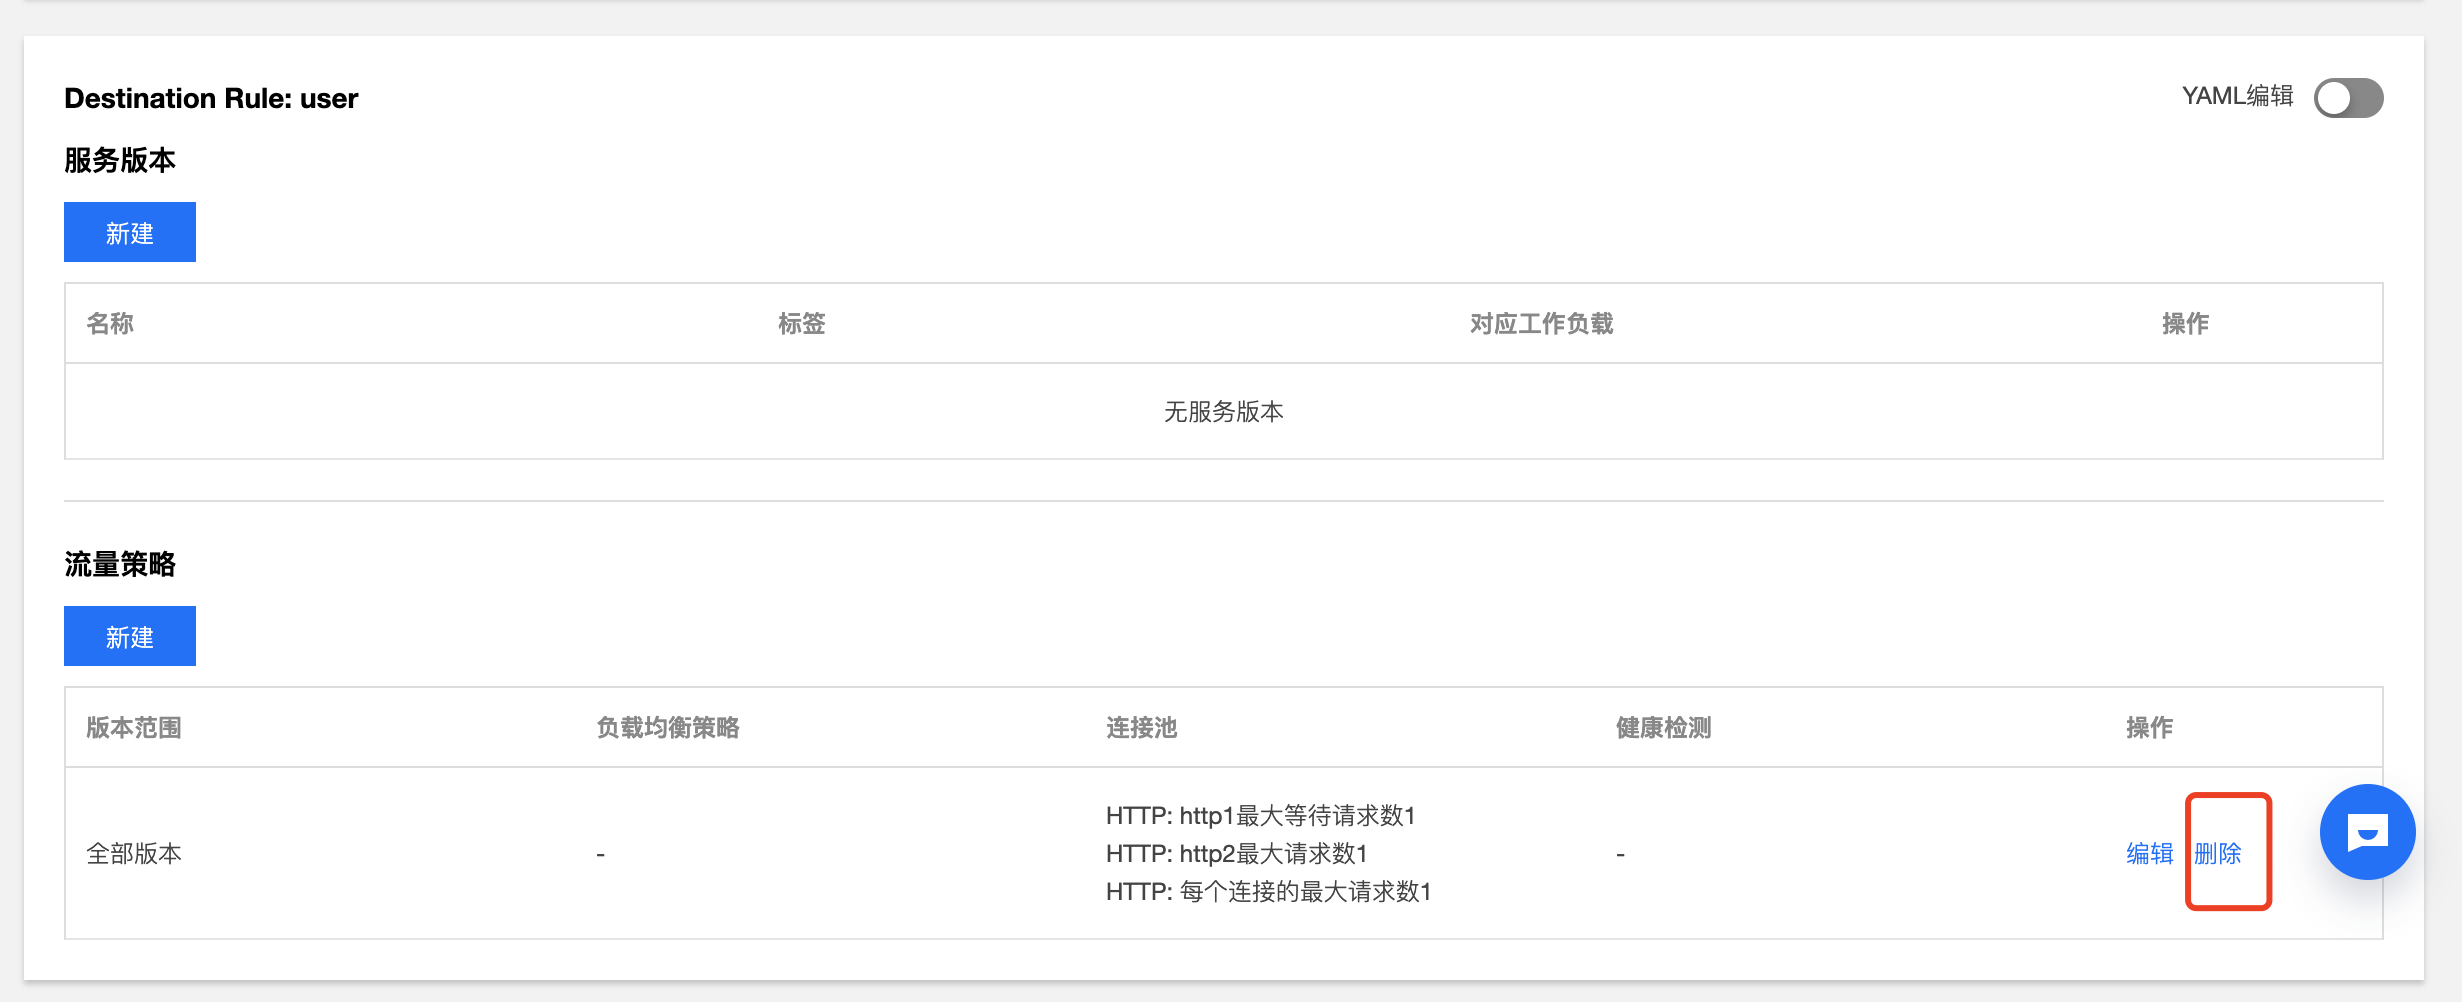 Destination Rule: user
YAML编辑
服务版本
新建
名称 标签 对应工作负载 操作
无服务版本
流量策略
新建
版本范围 负载均衡策略 连接池 健康检测 操作
HTTP: http1最大等待请求数1
全部版本 - HTTP: http2最大请求数1 - 编辑 删除
HTTP: 每个连接的最大请求数1